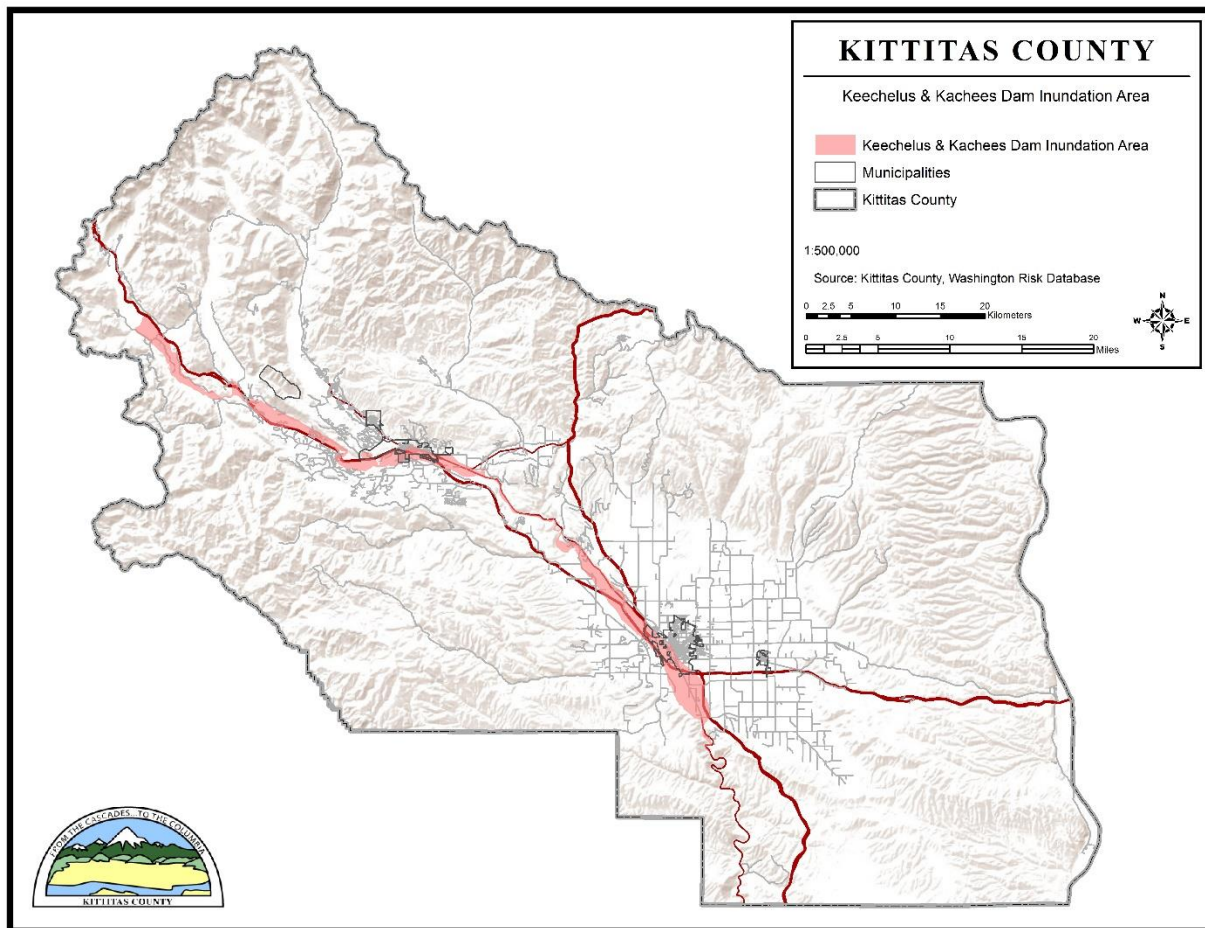 KITTITAS COUNTY
Keechelus & Kachees Dam Inundation Area
Keechelus & Kachees Dam Inundation Area
Municipalities
Kittitas County
1:500,000
Source: Kittitas County, Washington Risk Database
0 2.5 5 10 15 20
Kilometers
0 2.5 5 10 15 20
Miles
N
W E
S
FROM THE CASCADES...TO THE COLUMBIA
KITTITAS COUNTY